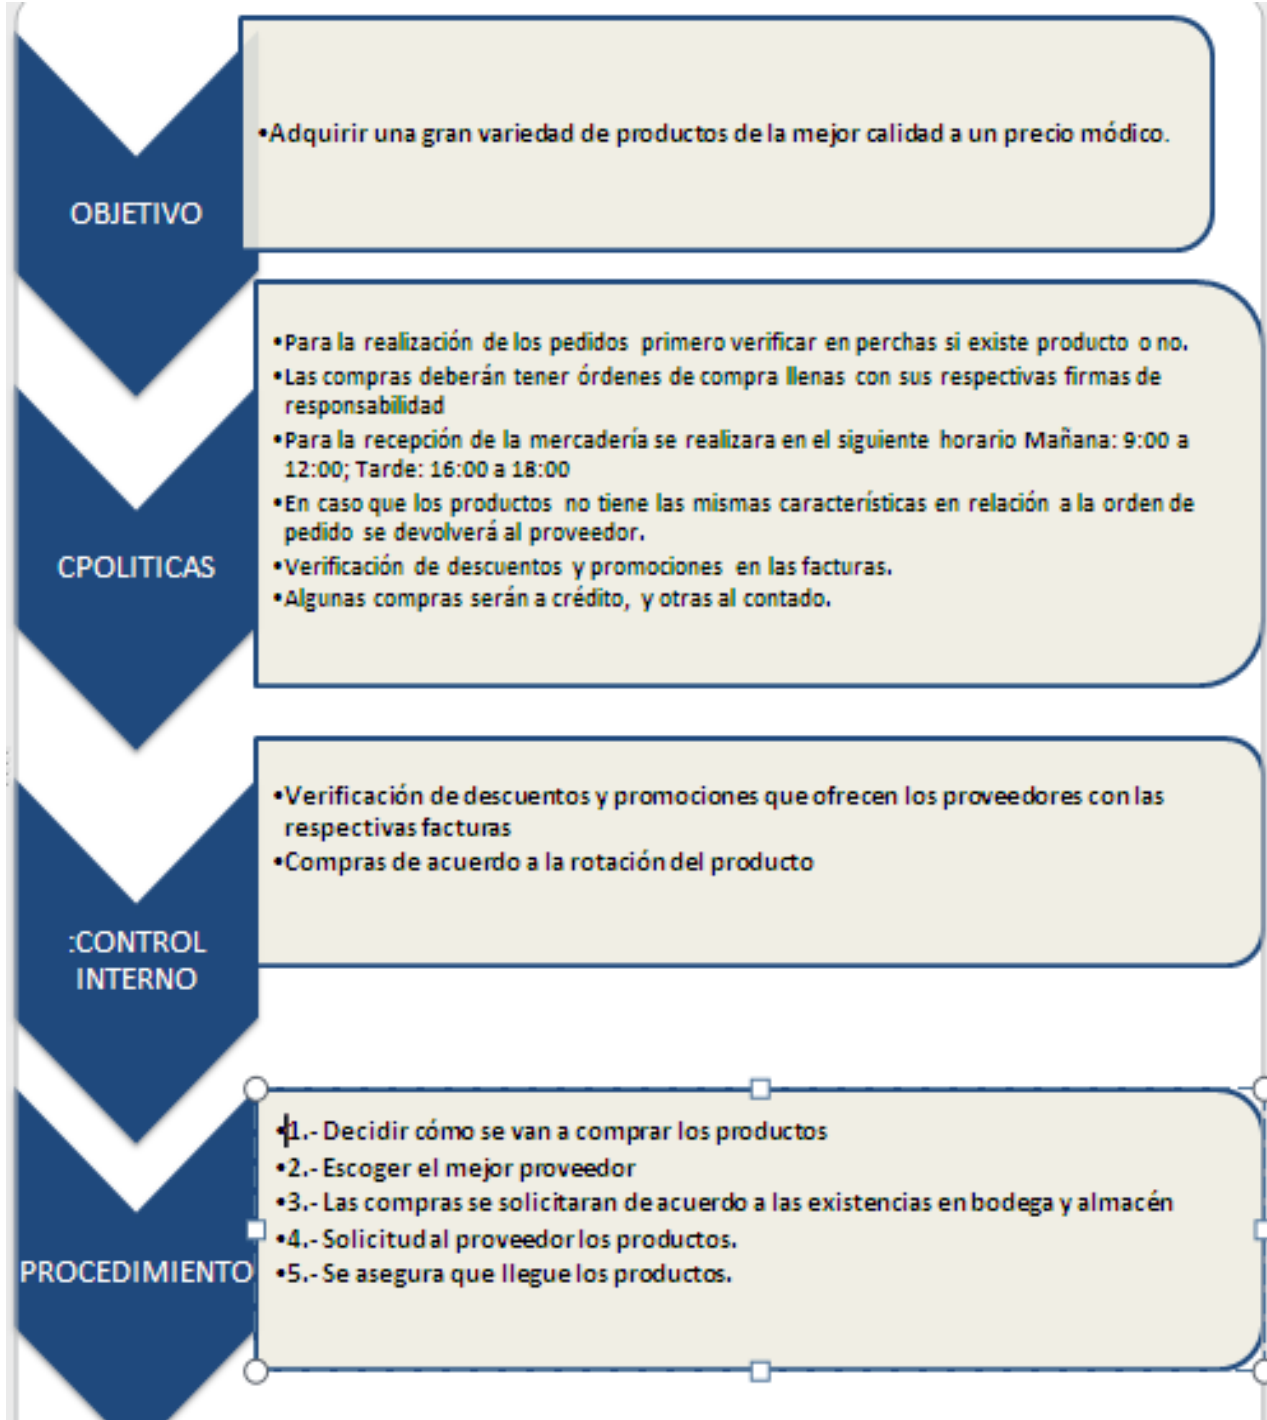 •Adquirir una gran variedad de productos de la mejor calidad a un precio módico.
OBJETIVO
•Para la realización de los pedidos primero verificar en perchas si existe producto o no.
•Las compras deberán tener órdenes de compra llenas con sus respectivas firmas de
responsabilidad
•Para la recepción de la mercadería se realizara en el siguiente horario Mañana: 9:00 a
12:00; Tarde: 16:00 a 18:00
•En caso que los productos no tiene las mismas características en relación a la orden de
pedido se devolverá al proveedor.
•Verificación de descuentos y promociones en las facturas.
•Algunas compras serán a crédito, y otras al contado.
CPOLITICAS
•Verificación de descuentos y promociones que ofrecen los proveedores con las
respectivas facturas
•Compras de acuerdo a la rotación del producto
:CONTROL
INTERNO
•1.- Decidir cómo se van a comprar los productos
•2.- Escoger el mejor proveedor
•3.- Las compras se solicitaran de acuerdo a las existencias en bodega y almacén
•4.- Solicitud al proveedor los productos.
•5.- Se asegura que llegue los productos.
PROCEDIMIENTO